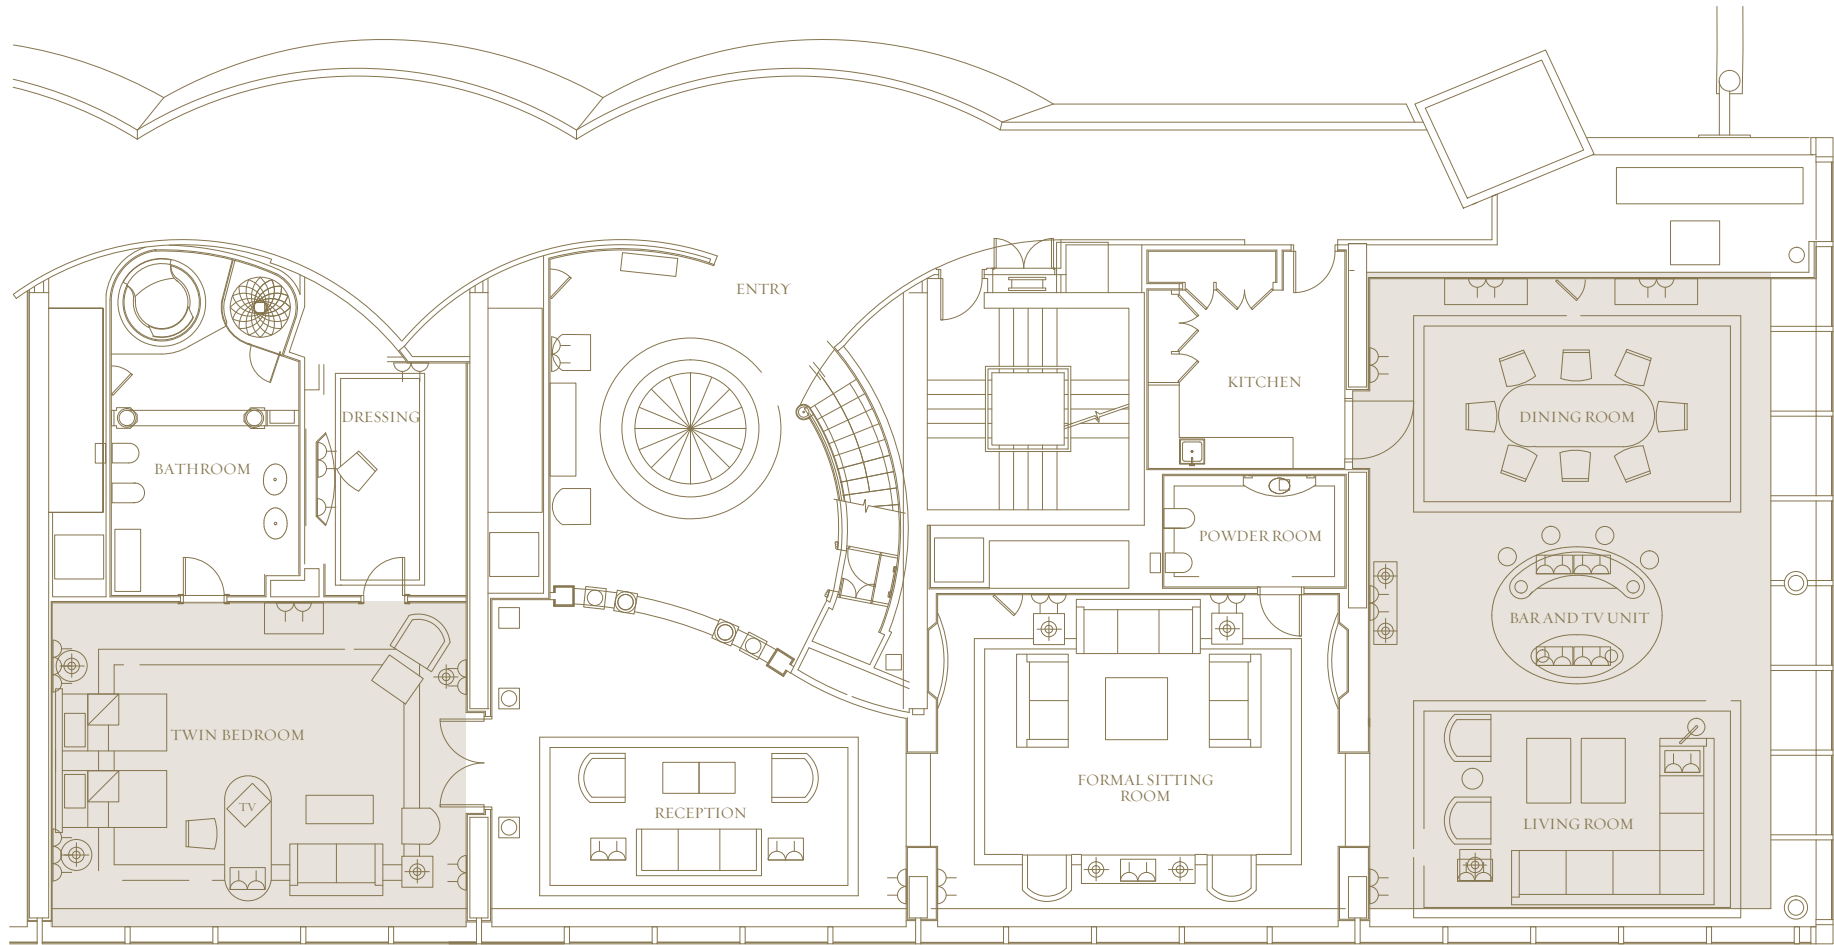 ENTRY
KITCHEN
DRESSING
DINING ROOM
BATHROOM
POWDER ROOM
BAR AND TV UNIT
TWIN BEDROOM
FORMAL SITTING
ROOM
TV
RECEPTION
LIVING ROOM